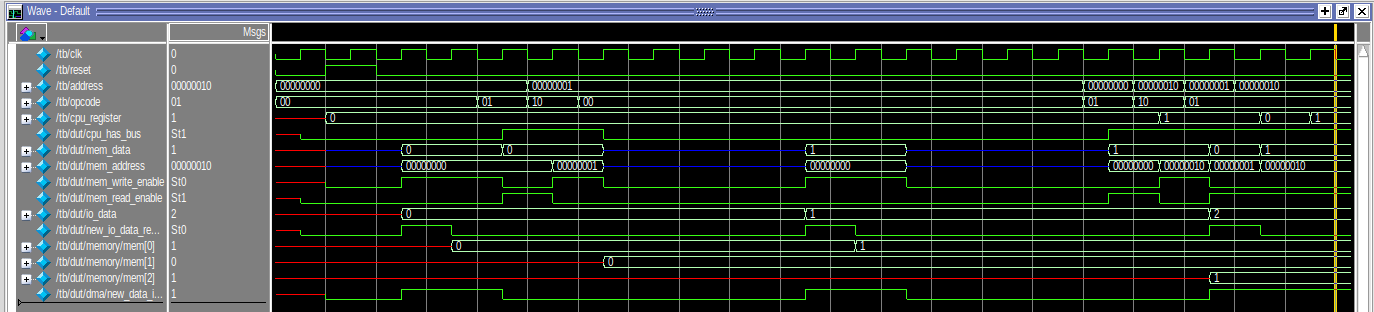 Wave - Default
Msgs
/tb/clk 0
/tb/reset 0
/tb/address 00000010 00000000 00000001 00000000 00000010 00000001 00000010
/tb/opcode 01 00 01 10 00 01 10 01
/tb/cpu_register 1 0 1 0 1
/tb/dut/cpu_has_bus St1
/tb/dut/mem_data 1 0 0 1 1 0 1
/tb/dut/mem_address 00000010 00000000 00000001 00000000 00000000 00000010 00000001 00000010
/tb/dut/mem_write_enable St0
/tb/dut/mem_read_enable St1
/tb/dut/io_data 2 0 1 2
/tb/dut/new_io_data_re... St0
/tb/dut/memory/mem[0] 1 0 1
/tb/dut/memory/mem[1] 0 0
/tb/dut/memory/mem[2] 1 1
/tb/dut/dma/new_data_i... 1